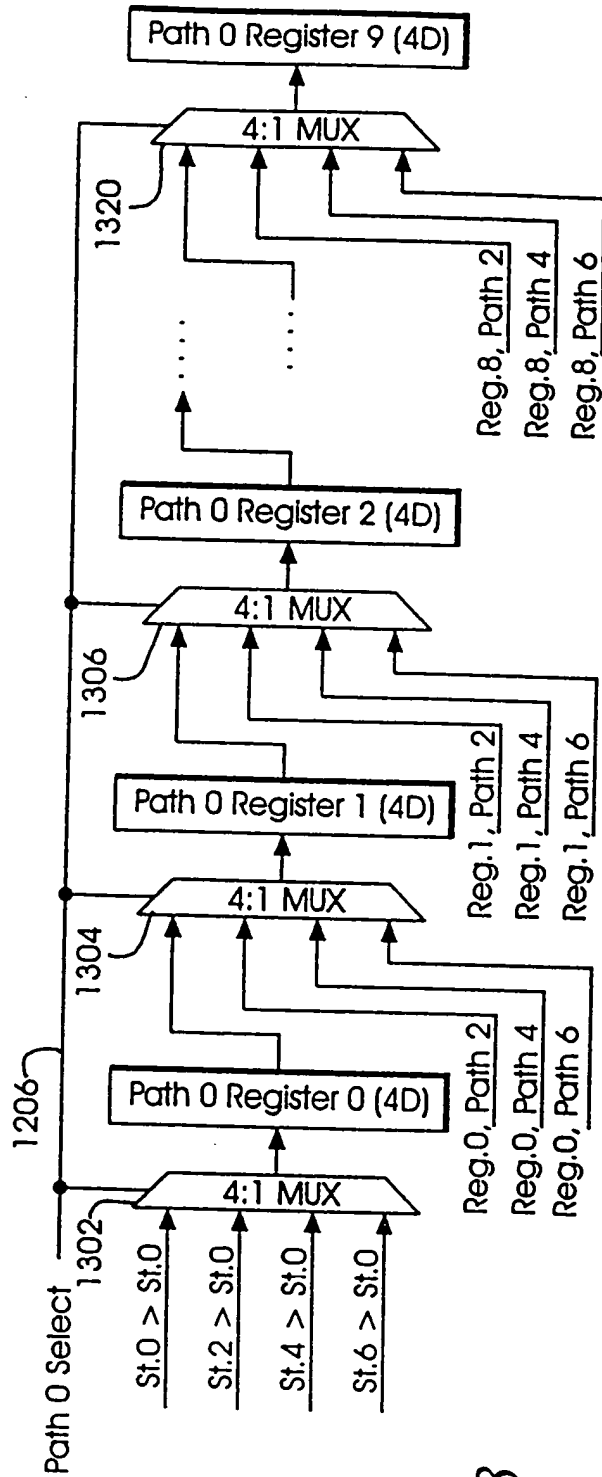 Path 0 Select
1206
1302
St.0 > St.0
St.2 > St.0
St.4 > St.0
St.6 > St.0
4:1 MUX
Path 0 Register 0 (4D)
Reg.0, Path 2
Reg.0, Path 4
Reg.0, Path 6
1304
4:1 MUX
Path 0 Register 1 (4D)
Reg.1, Path 2
Reg.1, Path 4
Reg.1, Path 6
1306
4:1 MUX
Path 0 Register 2 (4D)
.....
.....
Reg.8, Path 2
Reg.8, Path 4
Reg.8, Path 6
1320
4:1 MUX
Path 0 Register 9 (4D)